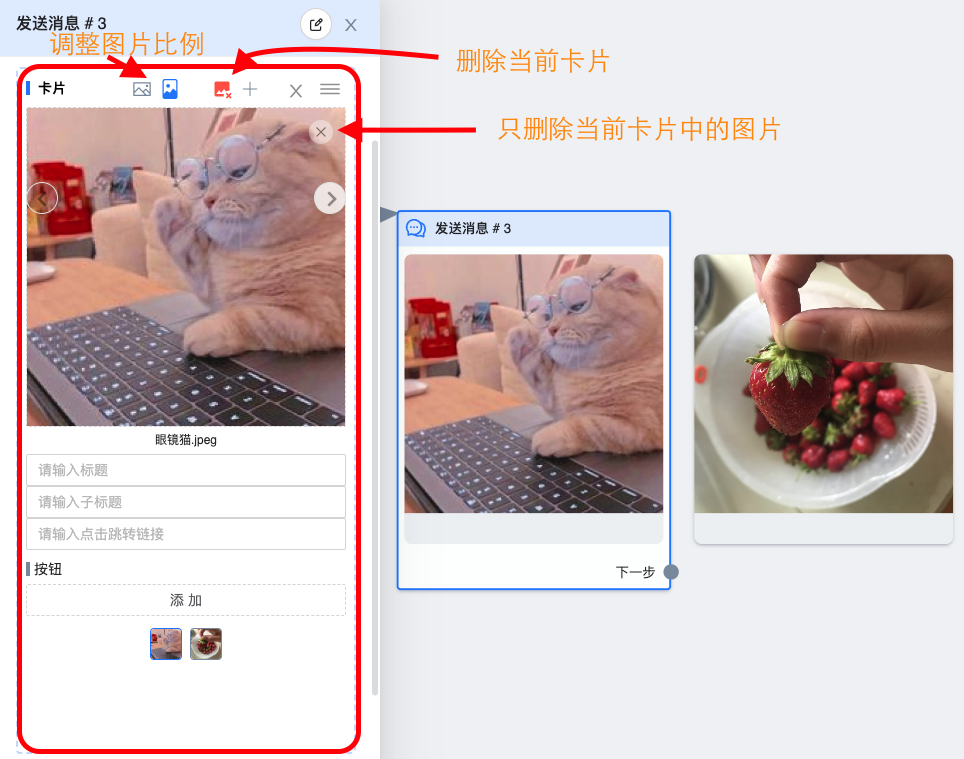 发送消息 # 3
调整图片比例
删除当前卡片
卡片
只删除当前卡片中的图片
发送消息 # 3
眼镜猫.jpeg
请输入标题
请输入子标题
请输入点击跳转链接
按钮
下一步
添 加